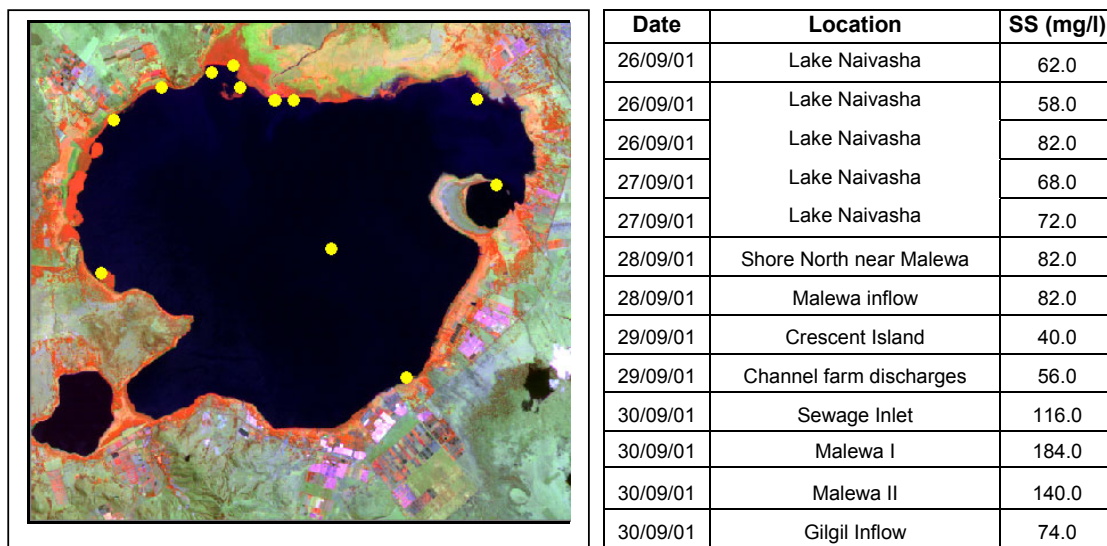 Date Location SS (mg/l)
26/09/01 Lake Naivasha 62.0
26/09/01 Lake Naivasha 58.0
26/09/01 Lake Naivasha 82.0
27/09/01 Lake Naivasha 68.0
27/09/01 Lake Naivasha 72.0
28/09/01 Shore North near Malewa 82.0
28/09/01 Malewa inflow 82.0
29/09/01 Crescent Island 40.0
29/09/01 Channel farm discharges 56.0
30/09/01 Sewage Inlet 116.0
30/09/01 Malewa I 184.0
30/09/01 Malewa II 140.0
30/09/01 Gilgil Inflow 74.0